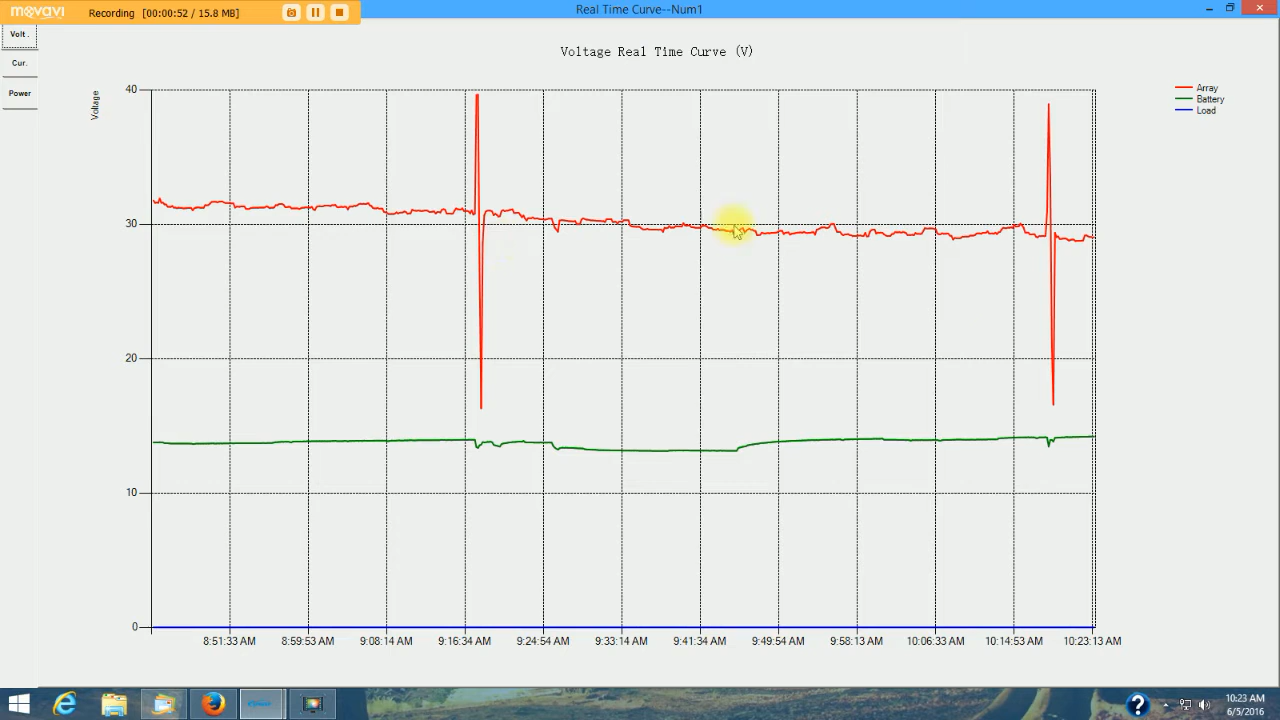 movavi
Recording [00:00:52 / 15.8 MB]
Real Time Curve--Num1
Volt .
Cur.
Power
Voltage Real Time Curve (V)
Voltage
40
30
20
10
0
Array
Battery
Load
8:51:33 AM 8:59:53 AM 9:08:14 AM 9:16:34 AM 9:24:54 AM 9:33:14 AM 9:41:34 AM 9:49:54 AM 9:58:13 AM 10:06:33 AM 10:14:53 AM 10:23:13 AM
10:23 AM
6/5/2016